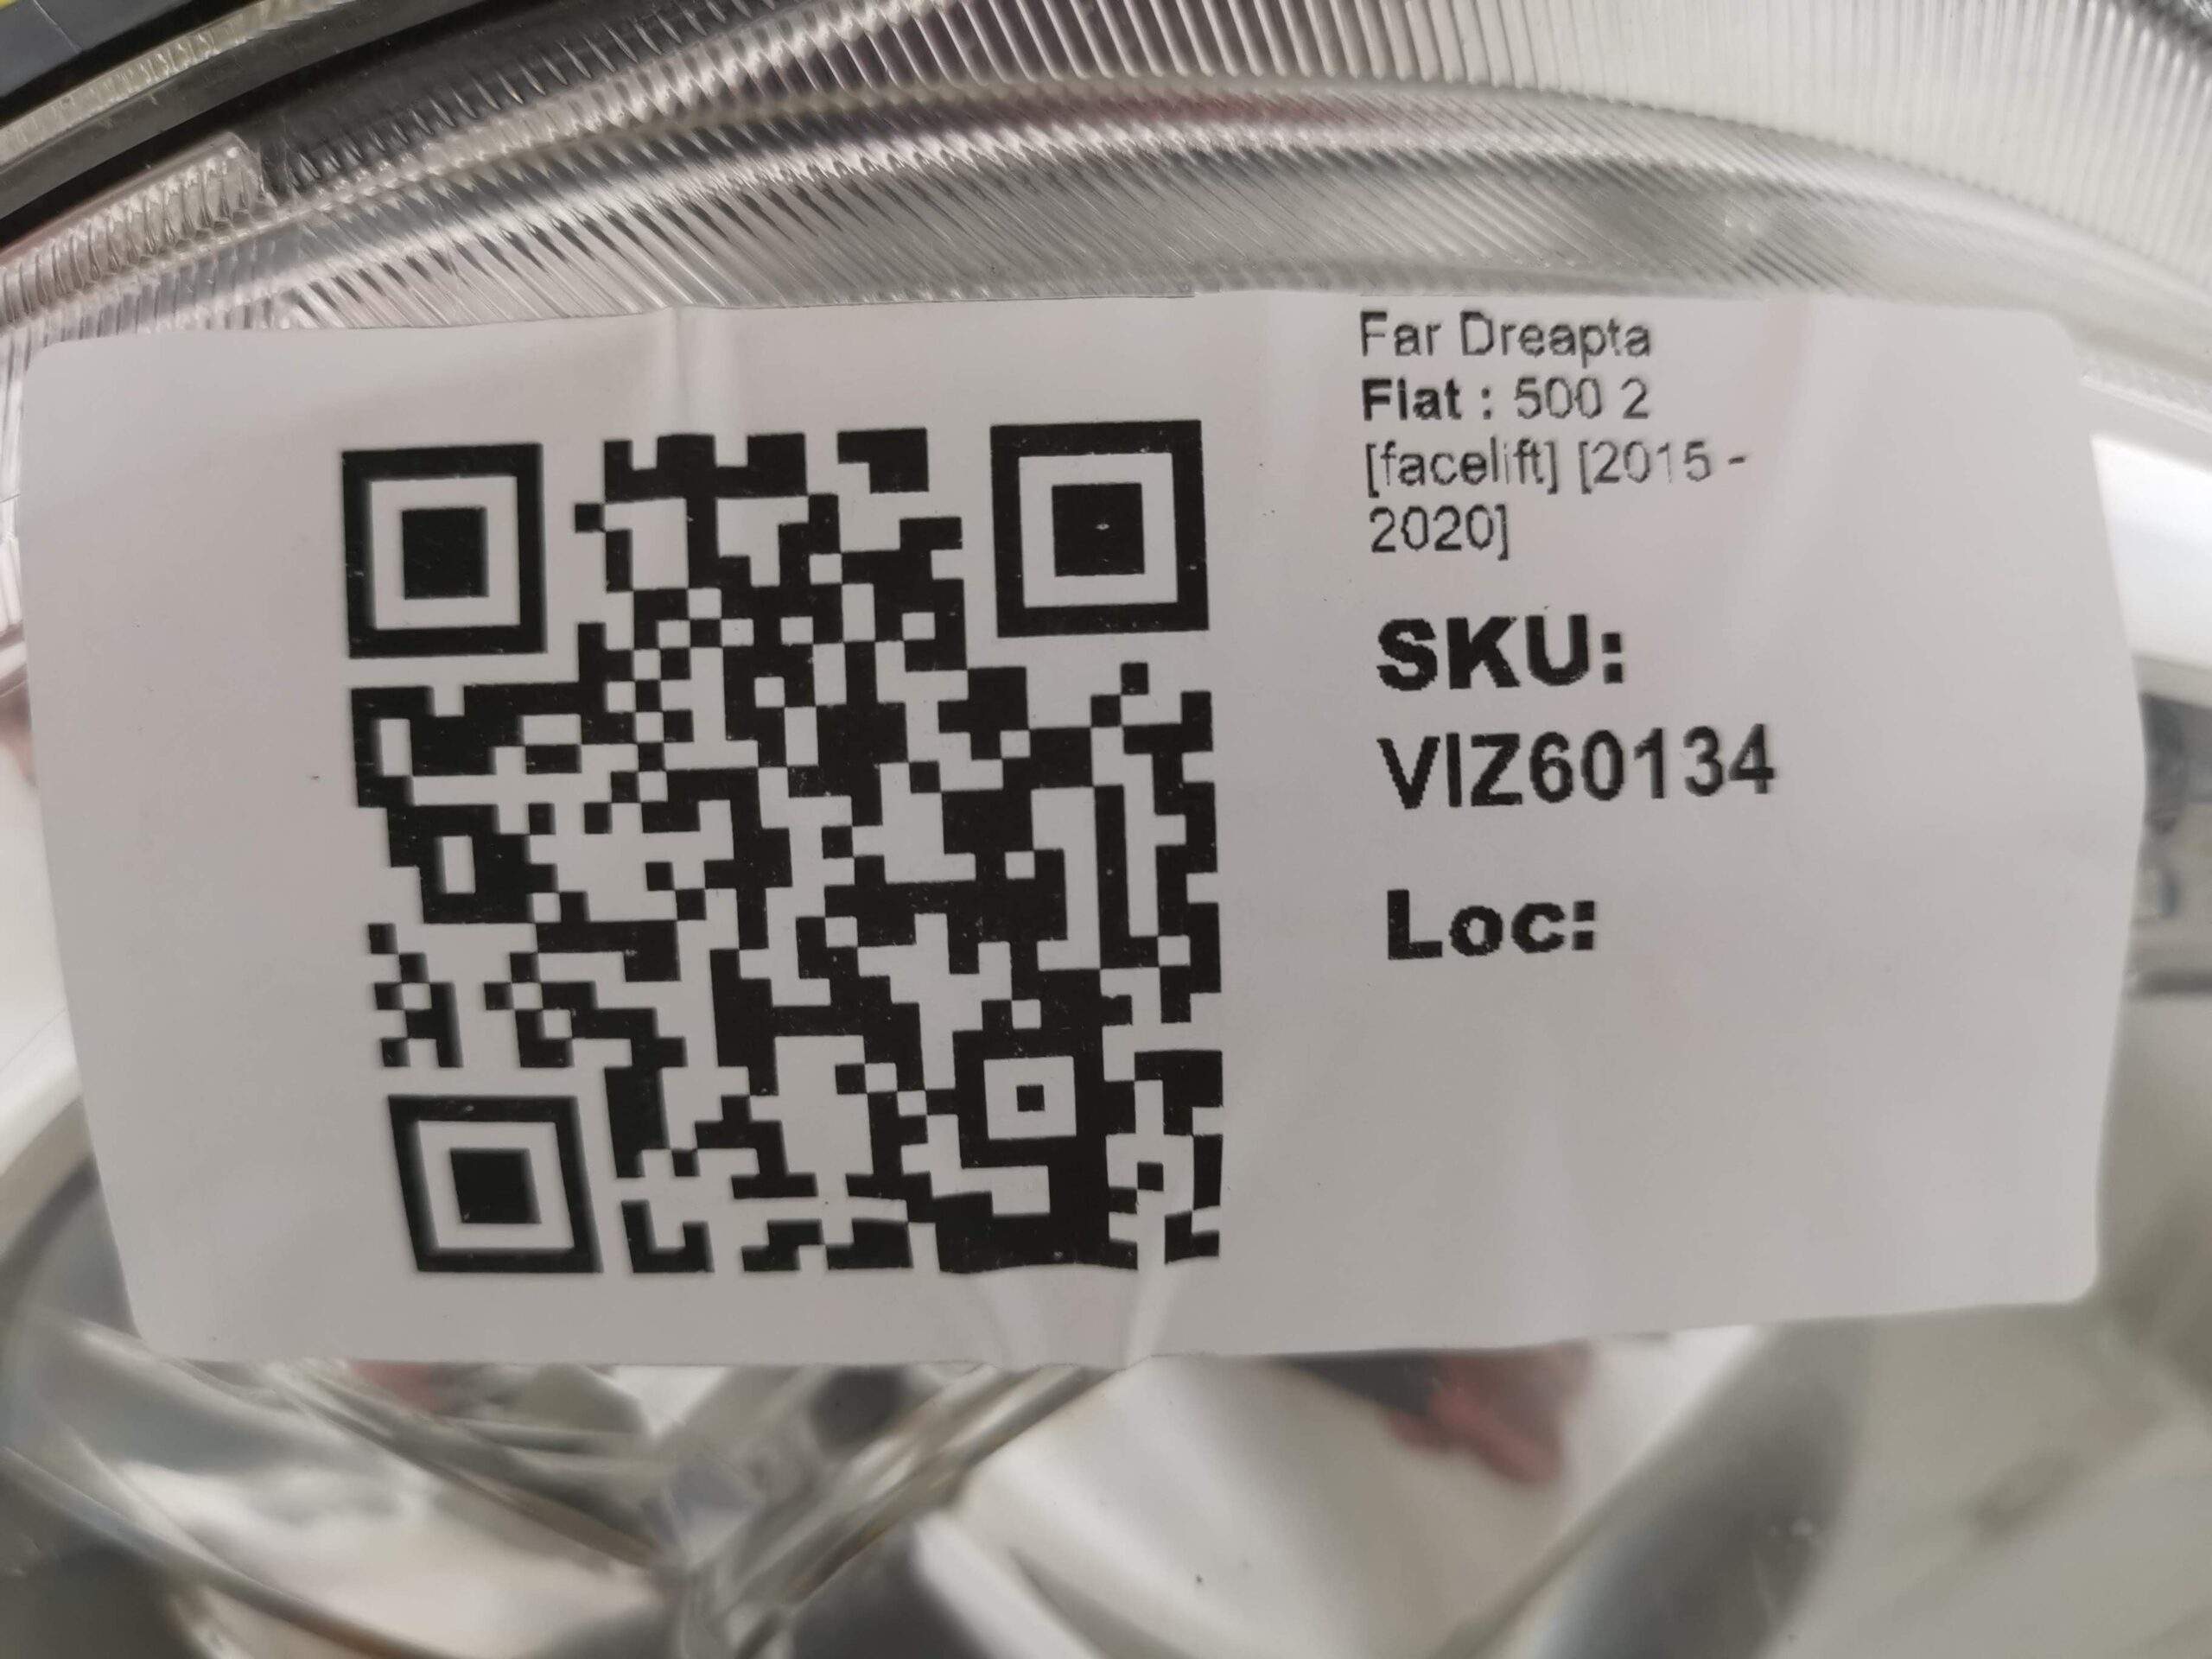 Far Dreapta
Fiat : 500 2
[facelift] [2015 -
2020]
SKU:
VIZ60134
Loc: